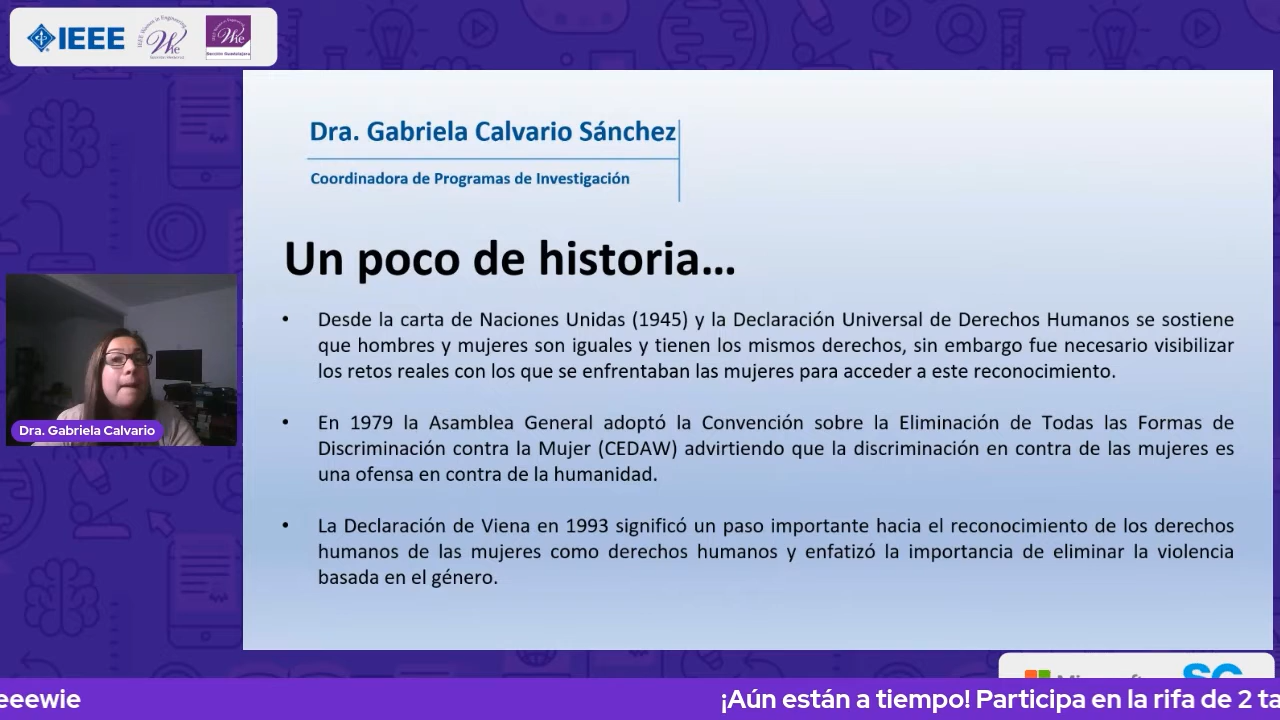 IEEE
Dra. Gabriela Calvario Sánchez
Coordinadora de Programas de Investigación
Un poco de historia...
• Desde la carta de Naciones Unidas (1945) y la Declaración Universal de Derechos Humanos se sostiene
que hombres y mujeres son iguales y tienen los mismos derechos, sin embargo fue necesario visibilizar
los retos reales con los que se enfrentaban las mujeres para acceder a este reconocimiento.
• En 1979 la Asamblea General adoptó la Convención sobre la Eliminación de Todas las Formas de
Discriminación contra la Mujer (CEDAW) advirtiendo que la discriminación en contra de las mujeres es
una ofensa en contra de la humanidad.
• La Declaración de Viena en 1993 significó un paso importante hacia el reconocimiento de los derechos
humanos de las mujeres como derechos humanos y enfatizó la importancia de eliminar la violencia
basada en el género.
Dra. Gabriela Calvario
eeewie
¡Aún están a tiempo! Participa en la rifa de 2 ta